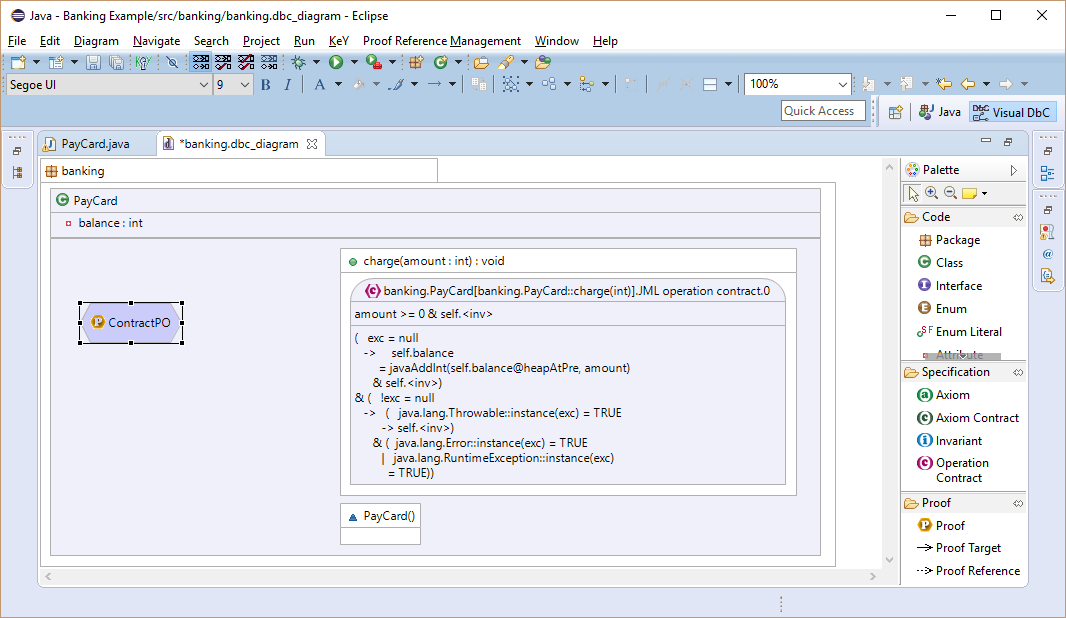 Java - Banking Example/src/banking/banking.dbc_diagram - Eclipse
File Edit Diagram Navigate Search Project Run KeY Proof Reference Management Window Help
Segoe UI 9 B I A 100%
Quick Access Java Visual DbC
PayCard.java *banking.dbc_diagram
banking
PayCard
balance : int
charge(amount : int) : void
banking.PayCard[banking.PayCard::charge(int)].JML operation contract.0
amount >= 0 & self.<inv>
( exc = null
-> self.balance
= javaAddInt(self.balance@heapAtPre, amount)
& self.<inv>)
& ( !exc = null
-> ( java.lang.Throwable::instance(exc) = TRUE
-> self.<inv>)
& ( java.lang.Error::instance(exc) = TRUE
| java.lang.RuntimeException::instance(exc)
= TRUE))
ContractPO
PayCard()
Palette
Code
Package
Class
Interface
Enum
Enum Literal
Attribute
Specification
Axiom
Axiom Contract
Invariant
Operation
Contract
Proof
Proof
Proof Target
Proof Reference